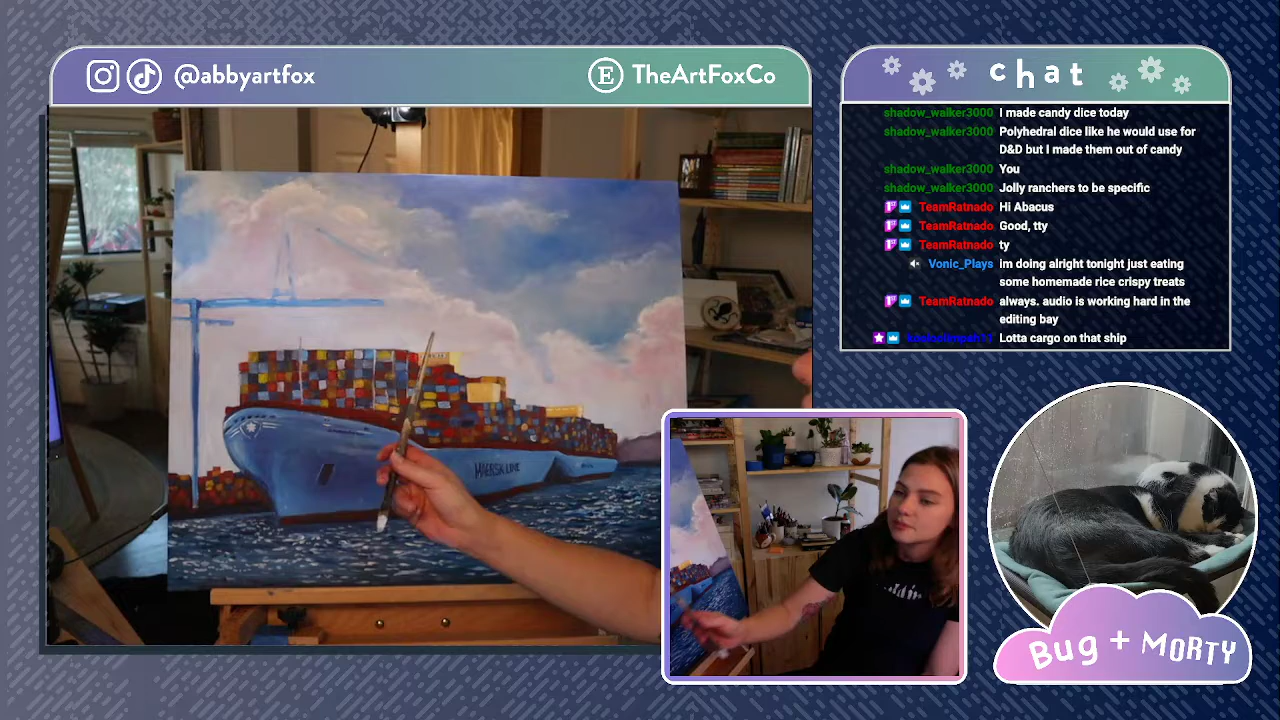 @abbyartfox
E TheArtFoxCo
chat
shadow_walker3000 I made candy dice today
shadow_walker3000 Polyhedral dice like he would use for
D&D but I made them out of candy
shadow_walker3000 You
shadow_walker3000 Jolly ranchers to be specific
TeamRatnado Hi Abacus
TeamRatnado Good, tty
TeamRatnado ty
Vonic_Plays im doing alright tonight just eating
some homemade rice crispy treats
TeamRatnado always. audio is working hard in the
editing bay
Lotta cargo on that ship
MAERSK LINE
Bug + MORTY